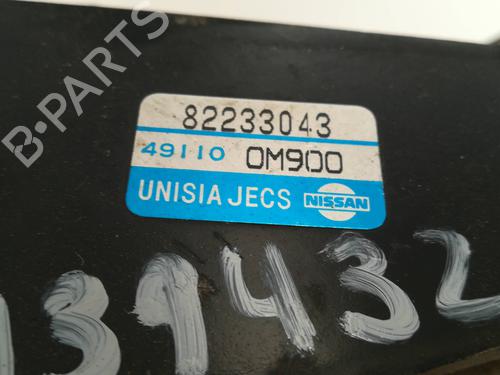 B-PARTS
82233043
49110 0M900
UNISIA JECS NISSAN
139432